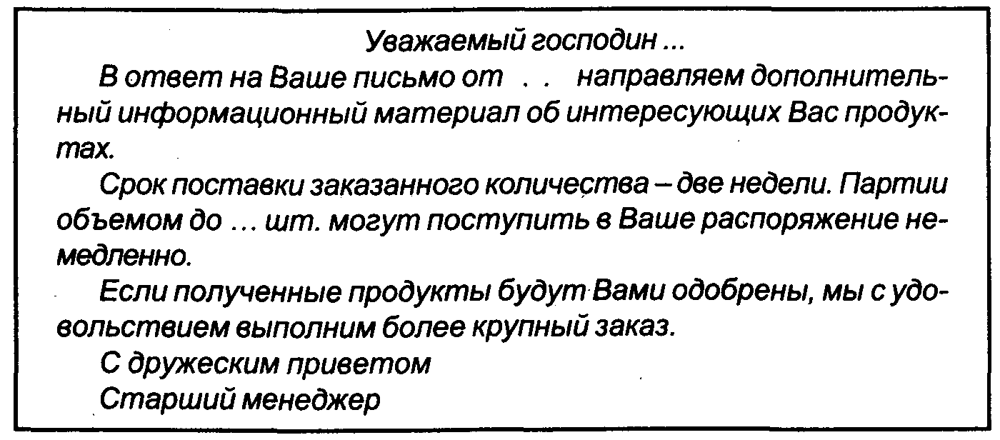 Уважаемый господин ...
В ответ на Ваше письмо от . . направляем дополнитель-
ный информационный материал об интересующих Вас продук-
тах.
Срок поставки заказанного количества – две недели. Партии
объемом до ... шт. могут поступить в Ваше распоряжение не-
медленно.
Если полученные продукты будут Вами одобрены, мы с удо-
вольствием выполним более крупный заказ.
С дружеским приветом
Старший менеджер